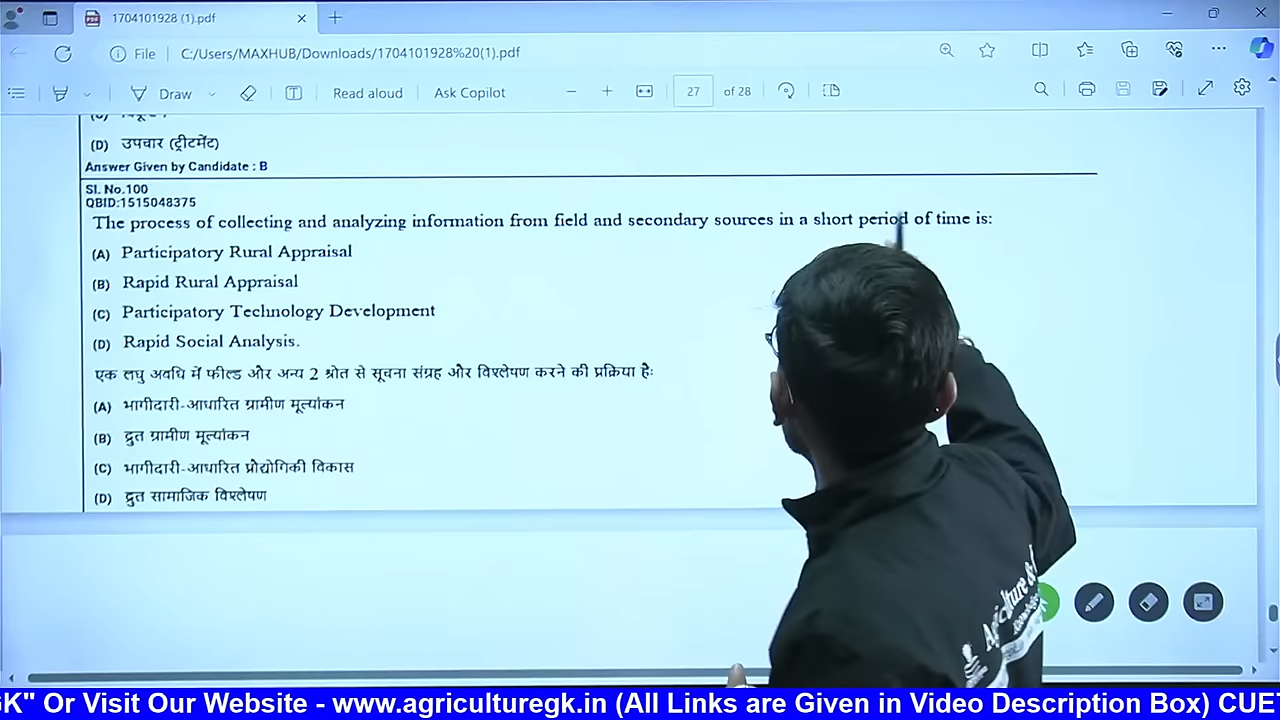 1704101928 (1).pdf
File C:/Users/MAXHUB/Downloads/1704101928%20(1).pdf
Draw Read aloud Ask Copilot 27 of 28
(D) उपचार (ट्रीटमेंट)
Answer Given by Candidate : B
Sl. No.100
QBID:1515048375
The process of collecting and analyzing information from field and secondary sources in a short period of time is:
(A) Participatory Rural Appraisal
(B) Rapid Rural Appraisal
(C) Participatory Technology Development
(D) Rapid Social Analysis.
एक लघु अवधि में फील्ड और अन्य 2 श्रोत से सूचना संग्रह और विश्लेषण करने की प्रक्रिया है:
(A) भागीदारी-आधारित ग्रामीण मूल्यांकन
(B) द्रुत ग्रामीण मूल्यांकन
(C) भागीदारी-आधारित प्रौद्योगिकी विकास
(D) द्रुत सामाजिक विश्लेषण
GK" Or Visit Our Website - www.agriculturegk.in (All Links are Given in Video Description Box) CUE